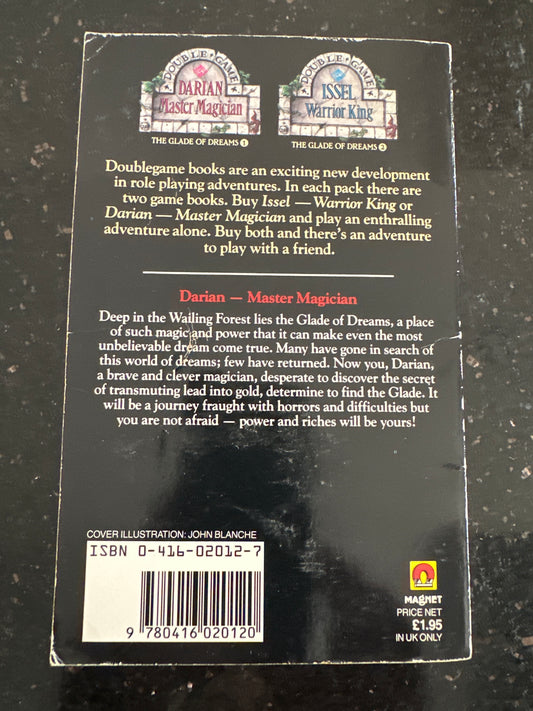 DOUBLE·GAME
DARIAN
Master Magician
THE GLADE OF DREAMS 1
DOUBLE·GAME
ISSEL
Warrior King
THE GLADE OF DREAMS 2
Doublegame books are an exciting new development
in role playing adventures. In each pack there are
two game books. Buy Issel — Warrior King or
Darian — Master Magician and play an enthralling
adventure alone. Buy both and there's an adventure
to play with a friend.
Darian — Master Magician
Deep in the Wailing Forest lies the Glade of Dreams, a place
of such magic and power that it can make even the most
unbelievable dream come true. Many have gone in search of
this world of dreams; few have returned. Now you, Darian,
a brave and clever magician, desperate to discover the secret
of transmuting lead into gold, determine to find the Glade. It
will be a journey fraught with horrors and difficulties but
you are not afraid — power and riches will be yours!
COVER ILLUSTRATION: JOHN BLANCHE
ISBN 0-416-02012-7
9 780416 020120
MAGNET
PRICE NET
£1.95
IN UK ONLY